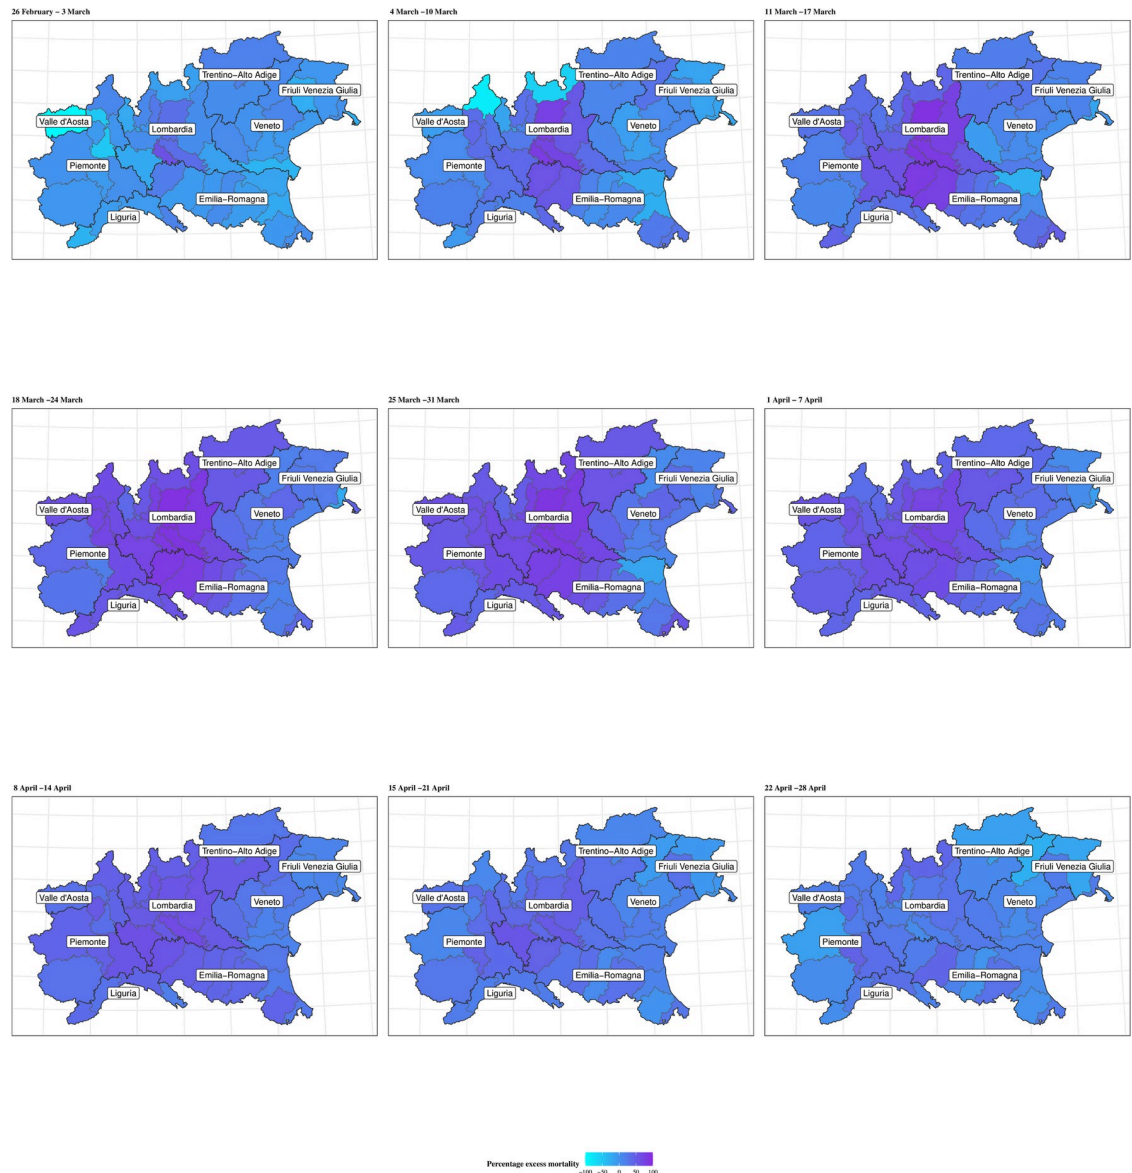 26 February − 3 March
Trentino−Alto Adige
Friuli Venezia Giulia
Valle d'Aosta
Lombardia
Veneto
Piemonte
Emilia−Romagna
Liguria
4 March −10 March
Trentino−Alto Adige
Friuli Venezia Giulia
Valle d'Aosta
Lombardia
Veneto
Piemonte
Emilia−Romagna
Liguria
11 March −17 March
Trentino−Alto Adige
Friuli Venezia Giulia
Valle d'Aosta
Lombardia
Veneto
Piemonte
Emilia−Romagna
Liguria
18 March −24 March
Trentino−Alto Adige
Friuli Venezia Giulia
Valle d'Aosta
Lombardia
Veneto
Piemonte
Emilia−Romagna
Liguria
25 March −31 March
Trentino−Alto Adige
Friuli Venezia Giulia
Valle d'Aosta
Lombardia
Veneto
Piemonte
Emilia−Romagna
Liguria
1 April − 7 April
Trentino−Alto Adige
Friuli Venezia Giulia
Valle d'Aosta
Lombardia
Veneto
Piemonte
Emilia−Romagna
Liguria
8 April −14 April
Trentino−Alto Adige
Friuli Venezia Giulia
Valle d'Aosta
Lombardia
Veneto
Piemonte
Emilia−Romagna
Liguria
15 April −21 April
Trentino−Alto Adige
Friuli Venezia Giulia
Valle d'Aosta
Lombardia
Veneto
Piemonte
Emilia−Romagna
Liguria
22 April −28 April
Trentino−Alto Adige
Friuli Venezia Giulia
Valle d'Aosta
Lombardia
Veneto
Piemonte
Emilia−Romagna
Liguria
Percentage excess mortality
−100 −50 0 50 100